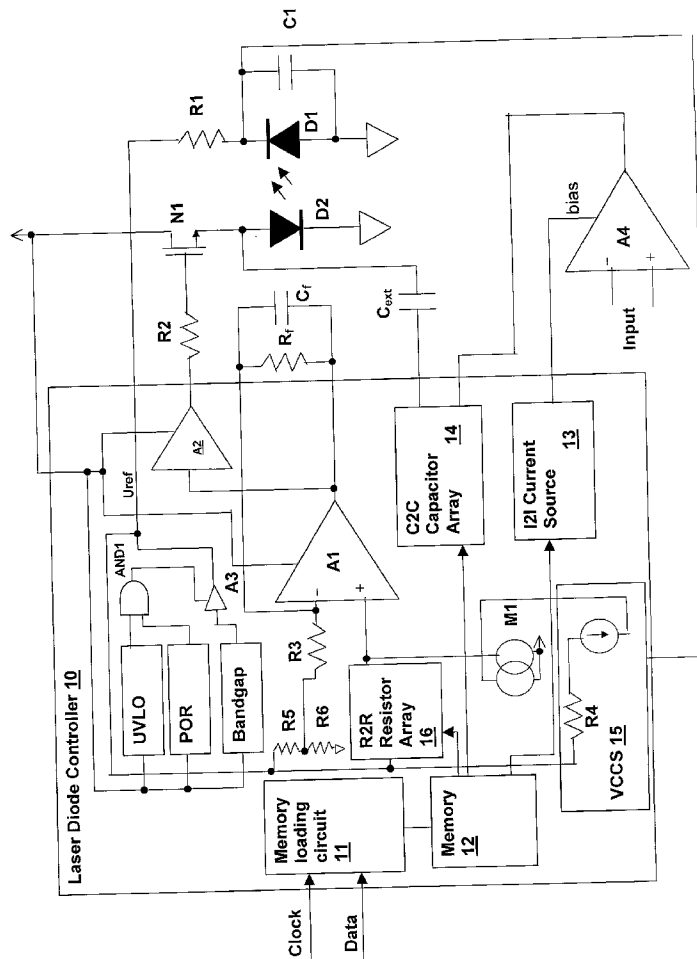 Laser Diode Controller 10
UVLO
POR
Bandgap
AND1
A3
Uref
A2
R2
N1
R1
C1
D1
D2
Cf
Rf
Cext
A1
-
+
R3
R5
R6
R2R
Resistor
Array
16
Memory
loading
circuit
11
Clock
Data
Memory
12
C2C
Capacitor
Array
14
I2I Current
Source
13
M1
R4
VCCS 15
bias
A4
-
+
Input